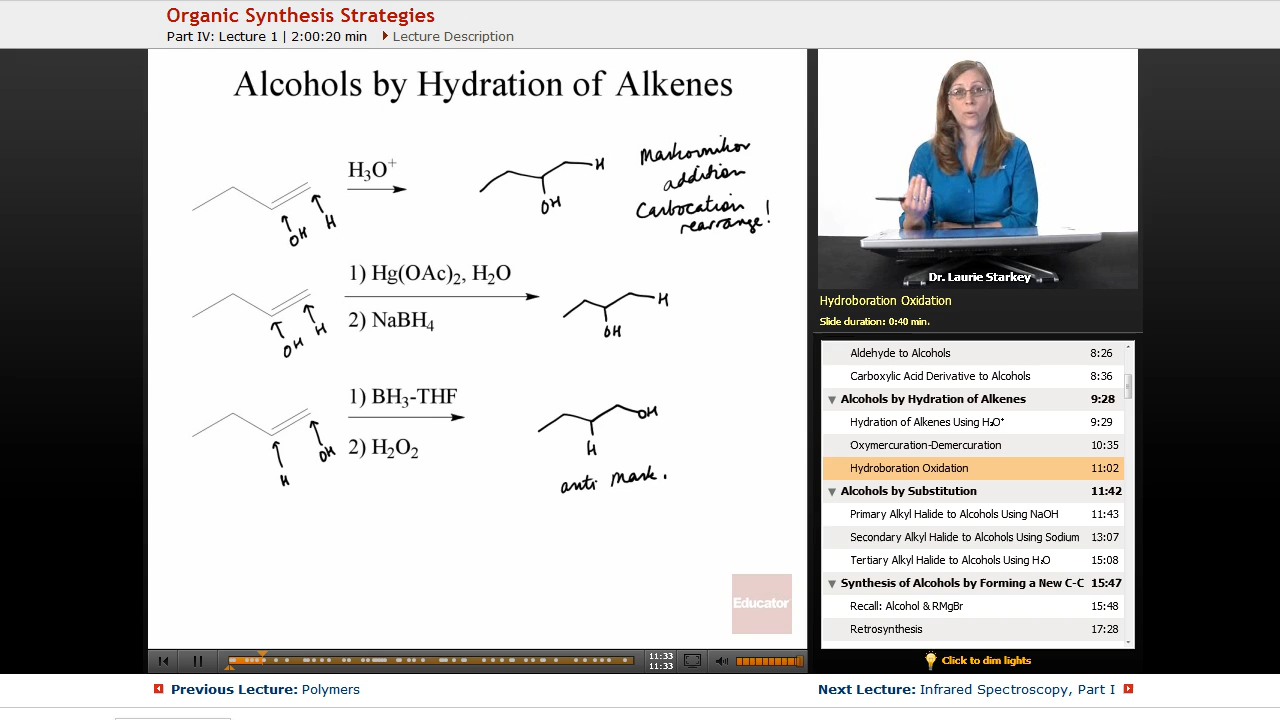 Organic Synthesis Strategies
Part IV: Lecture 1 | 2:00:20 min
Lecture Description
Alcohols by Hydration of Alkenes
H₃O⁺
H
OH
OH
H
Markovnikov
addition
Carbocation
rearrange!
1) Hg(OAc)₂, H₂O
2) NaBH₄
OH
H
H
OH
1) BH₃-THF
2) H₂O₂
H
OH
OH
H
anti Mark.
Educator
Dr. Laurie Starkey
Hydroboration Oxidation
Slide duration: 0:40 min.
Aldehyde to Alcohols 8:26
Carboxylic Acid Derivative to Alcohols 8:36
Alcohols by Hydration of Alkenes 9:28
Hydration of Alkenes Using H₃O⁺ 9:29
Oxymercuration-Demercuration 10:35
Hydroboration Oxidation 11:02
Alcohols by Substitution 11:42
Primary Alkyl Halide to Alcohols Using NaOH 11:43
Secondary Alkyl Halide to Alcohols Using Sodium 13:07
Tertiary Alkyl Halide to Alcohols Using H₂O 15:08
Synthesis of Alcohols by Forming a New C-C 15:47
Recall: Alcohol & RMgBr 15:48
Retrosynthesis 17:28
11:33
11:33
Click to dim lights
Previous Lecture: Polymers
Next Lecture: Infrared Spectroscopy, Part I